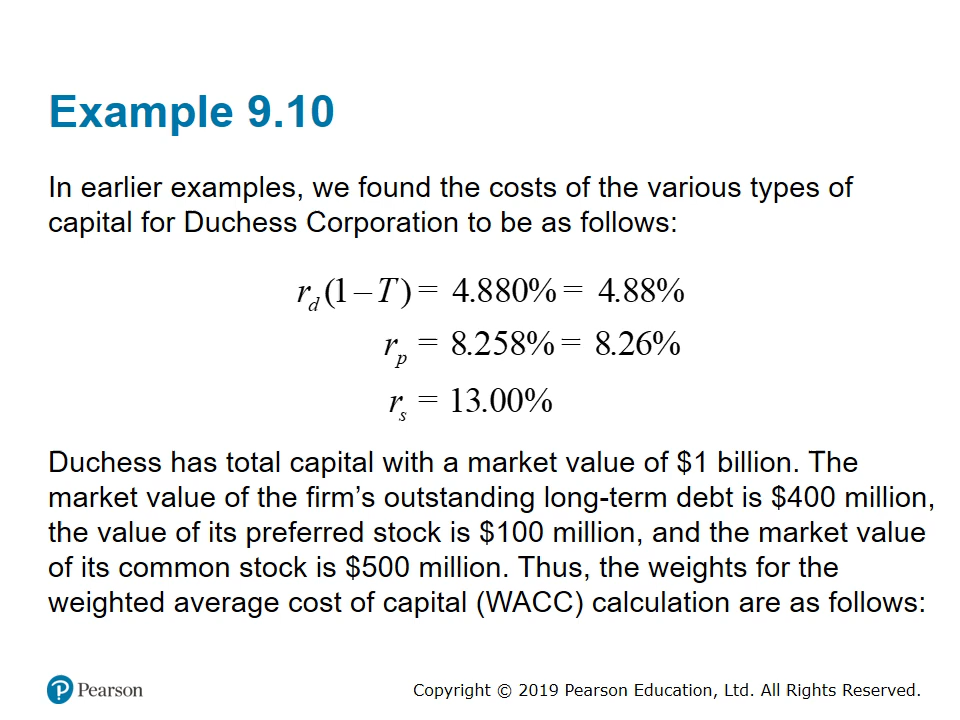 Example 9.10
In earlier examples, we found the costs of the various types of
capital for Duchess Corporation to be as follows:
r_d (1 – T) = 4.880% = 4.88%
r_p = 8.258% = 8.26%
r_s = 13.00%
Duchess has total capital with a market value of $1 billion. The
market value of the firm’s outstanding long-term debt is $400 million,
the value of its preferred stock is $100 million, and the market value
of its common stock is $500 million. Thus, the weights for the
weighted average cost of capital (WACC) calculation are as follows:
P Pearson
Copyright © 2019 Pearson Education, Ltd. All Rights Reserved.